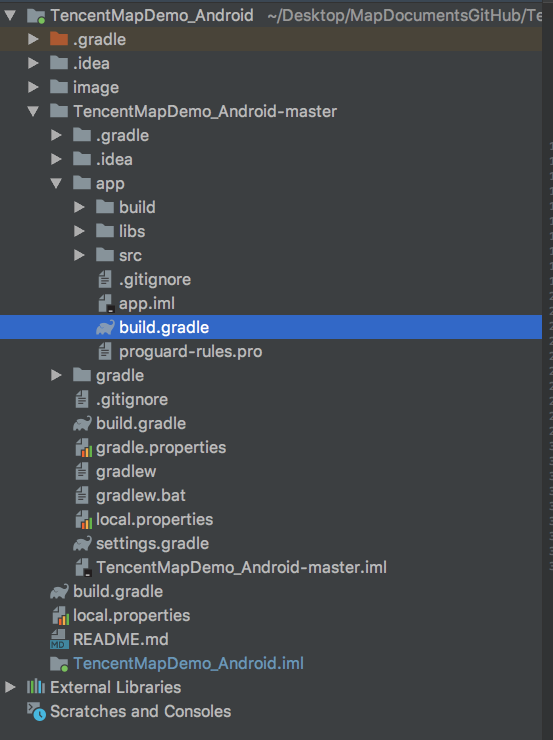 TencentMapDemo_Android ~/Desktop/MapDocumentsGitHub/Te
.gradle
.idea
image
TencentMapDemo_Android-master
.gradle
.idea
app
build
libs
src
.gitignore
app.iml
build.gradle
proguard-rules.pro
gradle
.gitignore
build.gradle
gradle.properties
gradlew
gradlew.bat
local.properties
settings.gradle
TencentMapDemo_Android-master.iml
build.gradle
local.properties
MD README.md
TencentMapDemo_Android.iml
External Libraries
Scratches and Consoles